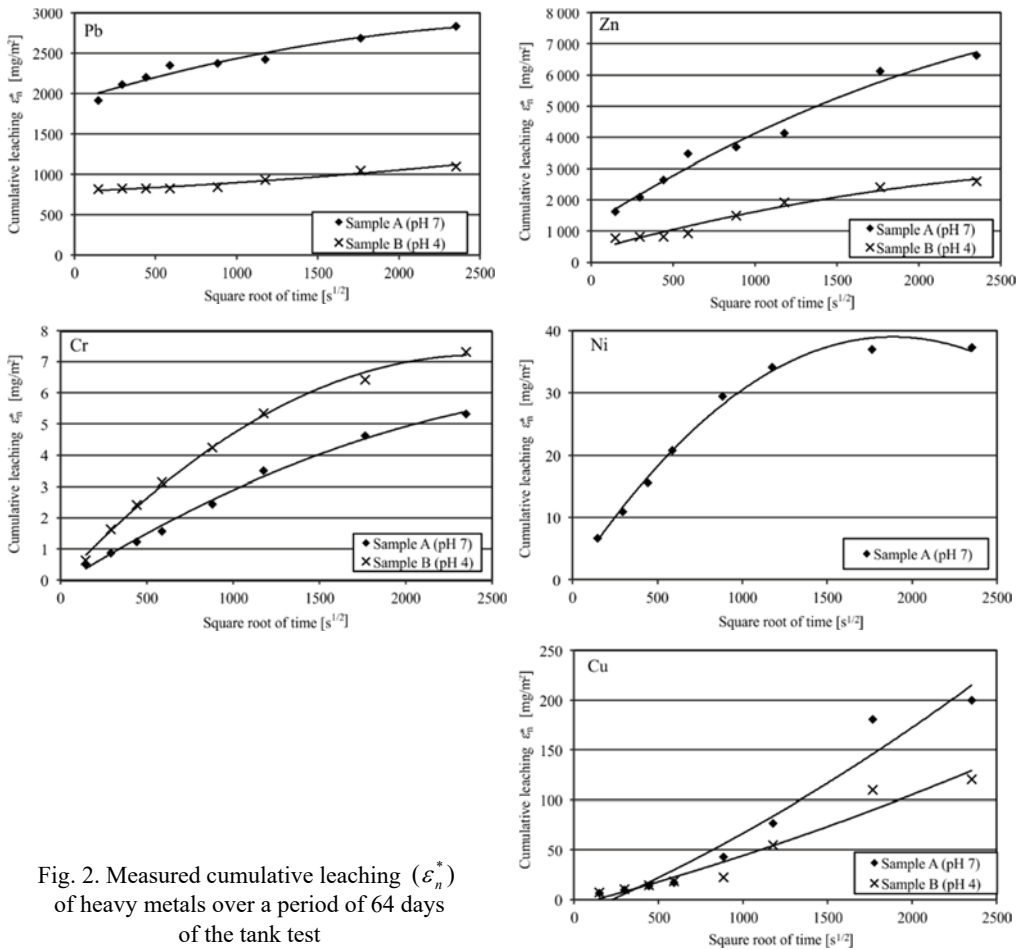 Pb
Cumulative leaching ε*n [mg/m²]
3000
2500
2000
1500
1000
500
0
Sample A (pH 7)
Sample B (pH 4)
0 500 1000 1500 2000 2500
Square root of time [s1/2]
Zn
Cumulative leaching ε*n [mg/m²]
8 000
7 000
6 000
5 000
4 000
3 000
2 000
1 000
0
Sample A (pH 7)
Sample B (pH 4)
0 500 1000 1500 2000 2500
Square root of time [s1/2]
Cr
Cumulative leaching ε*n [mg/m²]
8
7
6
5
4
3
2
1
0
Sample A (pH 7)
Sample B (pH 4)
0 500 1000 1500 2000 2500
Square root of time [s1/2]
Ni
Cumulative leaching ε*n [mg/m²]
40
30
20
10
0
Sample A (pH 7)
0 500 1000 1500 2000 2500
Square root of time [s1/2]
Cu
Cumulative leaching ε*n [mg/m²]
250
200
150
100
50
0
Sample A (pH 7)
Sample B (pH 4)
0 500 1000 1500 2000 2500
Square root of time [s1/2]
Fig. 2. Measured cumulative leaching (ε*n)
of heavy metals over a period of 64 days
of the tank test